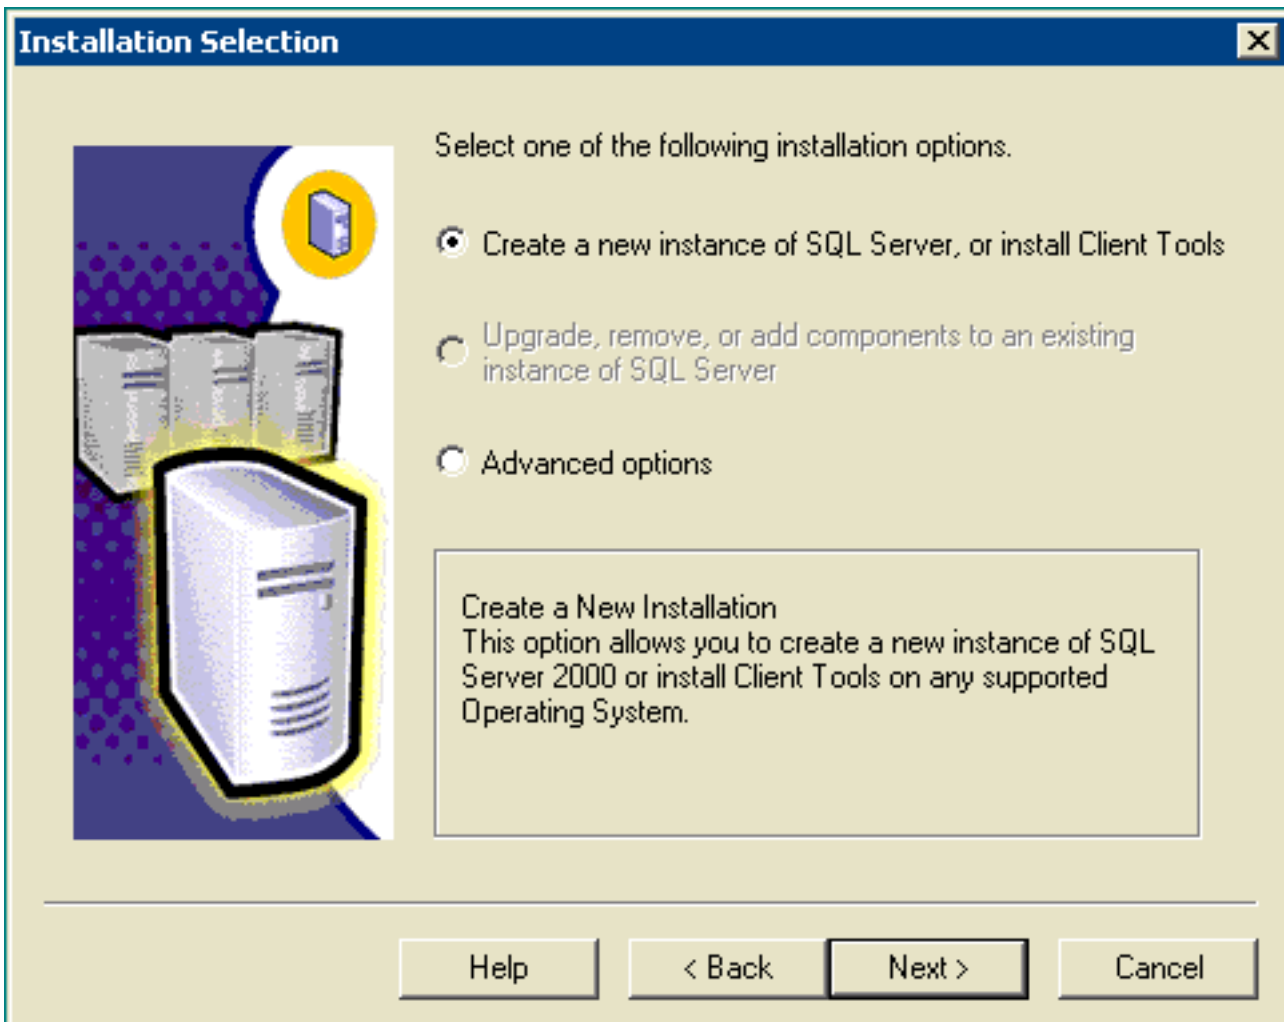 Installation Selection
Select one of the following installation options.
Create a new instance of SQL Server, or install Client Tools
Upgrade, remove, or add components to an existing
instance of SQL Server
Advanced options
Create a New Installation
This option allows you to create a new instance of SQL
Server 2000 or install Client Tools on any supported
Operating System.
Help
< Back
Next >
Cancel